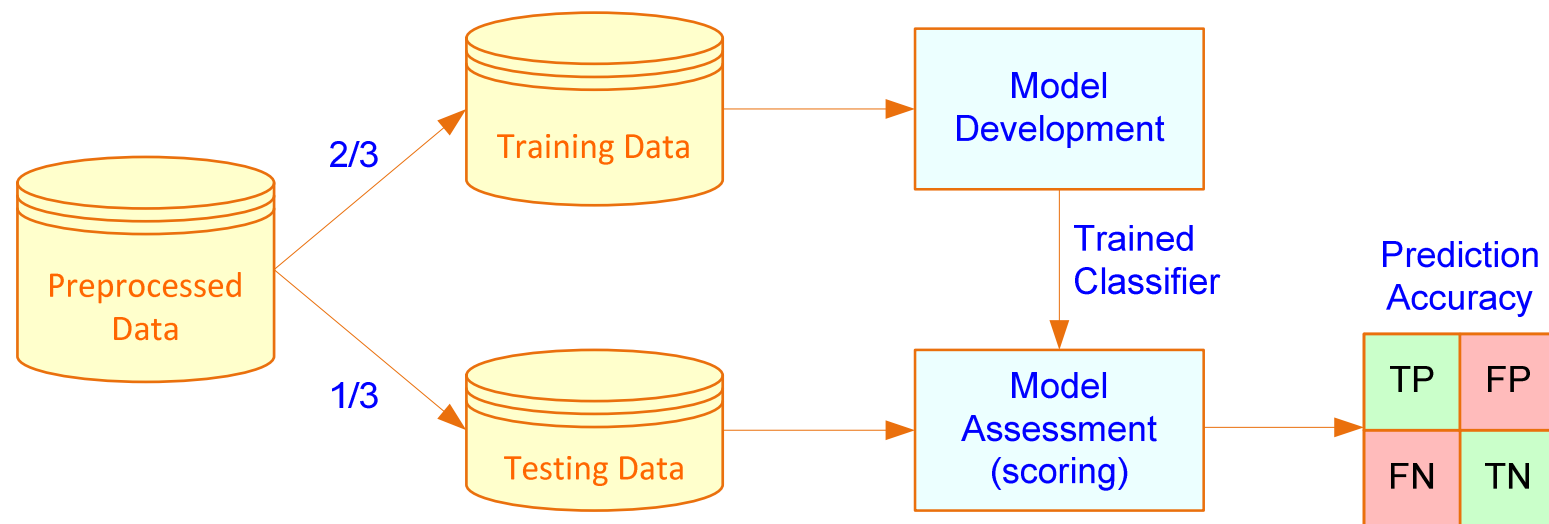 Preprocessed
Data
2/3
1/3
Training Data
Testing Data
Model
Development
Trained
Classifier
Model
Assessment
(scoring)
Prediction
Accuracy
TP FP
FN TN